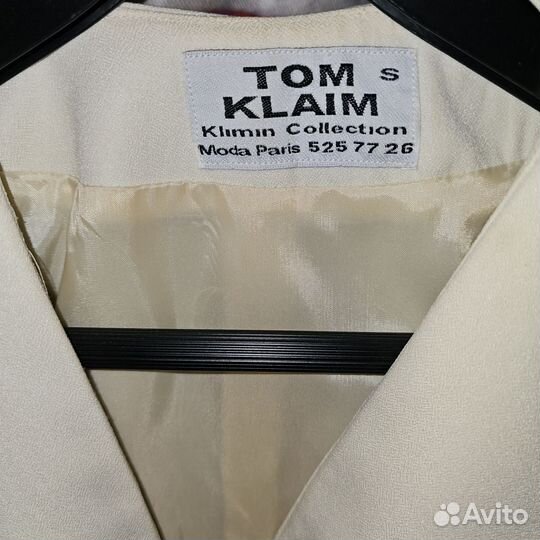 TOM S
KLAIM
Klimin Collection
Moda Paris 525 77 26
Avito